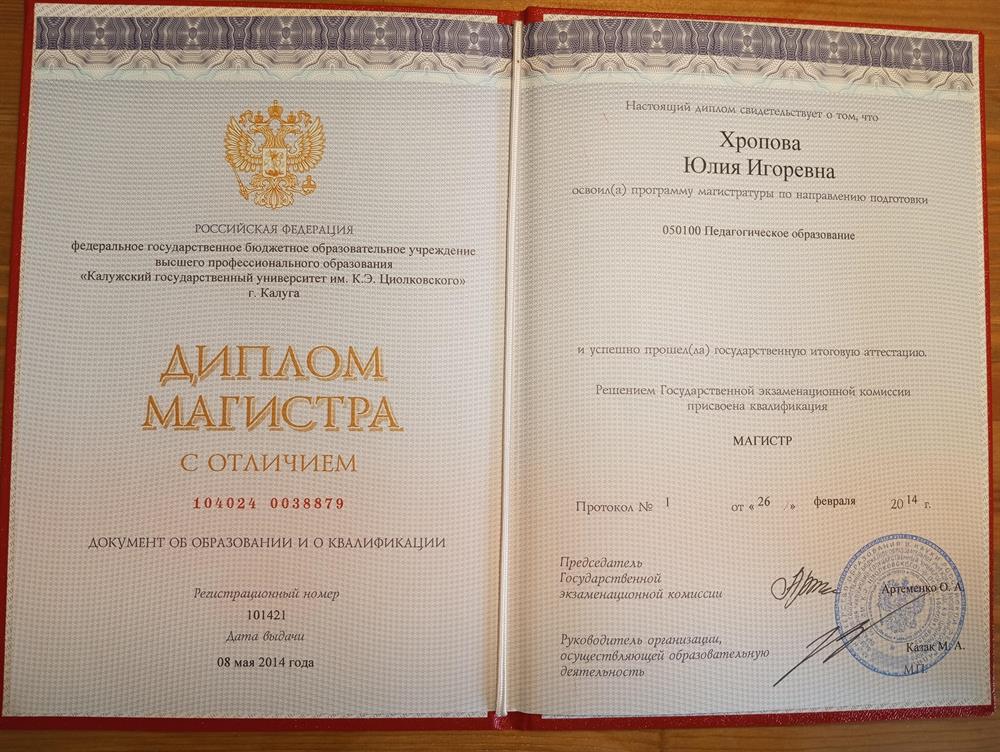 РОССИЙСКАЯ ФЕДЕРАЦИЯ
федеральное государственное бюджетное образовательное учреждение
высшего профессионального образования
«Калужский государственный университет им. К.Э. Циолковского»
г. Калуга
ДИПЛОМ
МАГИСТРА
С ОТЛИЧИЕМ
104024 0038879
ДОКУМЕНТ ОБ ОБРАЗОВАНИИ И О КВАЛИФИКАЦИИ
Регистрационный номер
101421
Дата выдачи
08 мая 2014 года
Настоящий диплом свидетельствует о том, что
Хропова
Юлия Игоревна
освоил(а) программу магистратуры по направлению подготовки
050100 Педагогическое образование
и успешно прошел(ла) государственную итоговую аттестацию.
Решением Государственной экзаменационной комиссии
присвоена квалификация
МАГИСТР
Протокол № 1 от « 26 » февраля 20 14 г.
Председатель
Государственной
экзаменационной комиссии
Артеменко О. А.
Руководитель организации,
осуществляющей образовательную
деятельность
Казак М. А.
М.П.